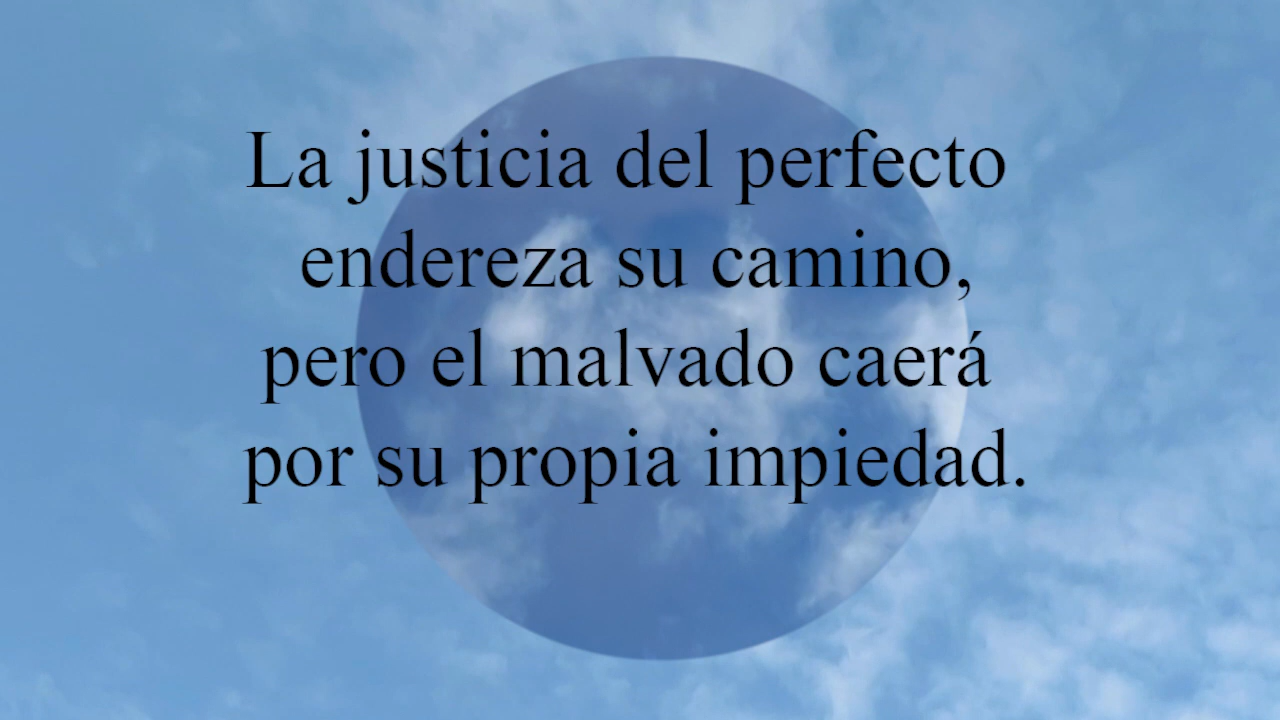 La justicia del perfecto
endereza su camino,
pero el malvado caerá
por su propia impiedad.